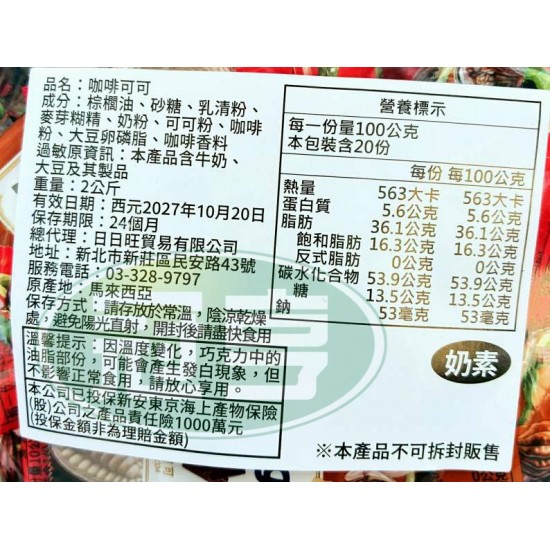 品名：咖啡可可
成分：棕櫚油、砂糖、乳清粉、
麥芽糊精、奶粉、可可粉、咖啡
粉、大豆卵磷脂、咖啡香料
過敏原資訊：本產品含牛奶、
大豆及其製品
重量：2公斤
有效日期：西元2027年10月20日
保存期限：24個月
總代理：日日旺貿易有限公司
地址：新北市新莊區民安路43號
服務電話：03-328-9797
原產地：馬來西亞
保存方式：請存放於常溫，陰涼乾燥
處，避免陽光直射，開封後請盡快食用
溫馨提示：因溫度變化，巧克力中的
油脂部份，可能會產生發白現象，但
不影響正常食用，請放心享用。
本公司已投保新安東京海上產物保險
(股)公司之產品責任險1000萬元
(投保金額非為理賠金額)
營養標示
每一份量100公克
本包裝含20份
每份 每100公克
熱量 563大卡 563大卡
蛋白質 5.6公克 5.6公克
脂肪 36.1公克 36.1公克
飽和脂肪 16.3公克 16.3公克
反式脂肪 0公克 0公克
碳水化合物 53.9公克 53.9公克
糖 13.5公克 13.5公克
鈉 53毫克 53毫克
奶素
※本產品不可拆封販售